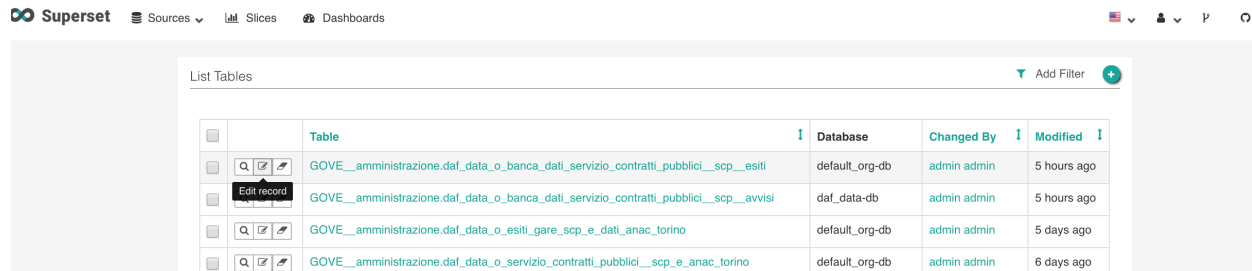 Superset Sources Slices Dashboards
List Tables Add Filter
Table Database Changed By Modified
GOVE__amministrazione.daf_data_o_banca_dati_servizio_contratti_pubblici__scp__esiti default_org-db admin admin 5 hours ago
Edit record
GOVE__amministrazione.daf_data_o_banca_dati_servizio_contratti_pubblici__scp__avvisi daf_data-db admin admin 5 hours ago
GOVE__amministrazione.daf_data_o_esiti_gare_scp_e_dati_anac_torino default_org-db admin admin 5 days ago
GOVE__amministrazione.daf_data_o_servizio_contratti_pubblici__scp_e_anac_torino default_org-db admin admin 6 days ago